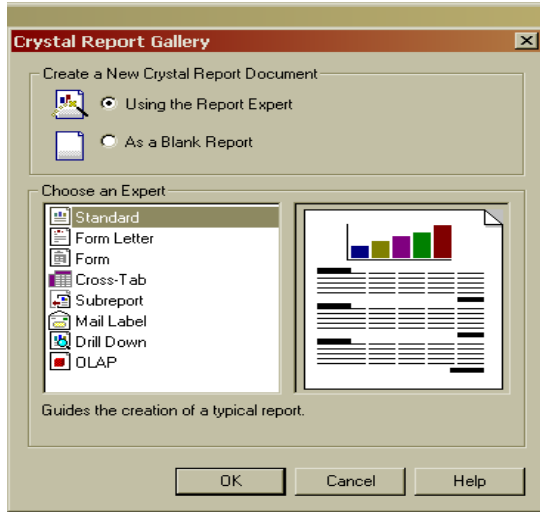 Crystal Report Gallery
Create a New Crystal Report Document
Using the Report Expert
As a Blank Report
Choose an Expert
Standard
Form Letter
Form
Cross-Tab
Subreport
Mail Label
Drill Down
OLAP
Guides the creation of a typical report.
OK Cancel Help